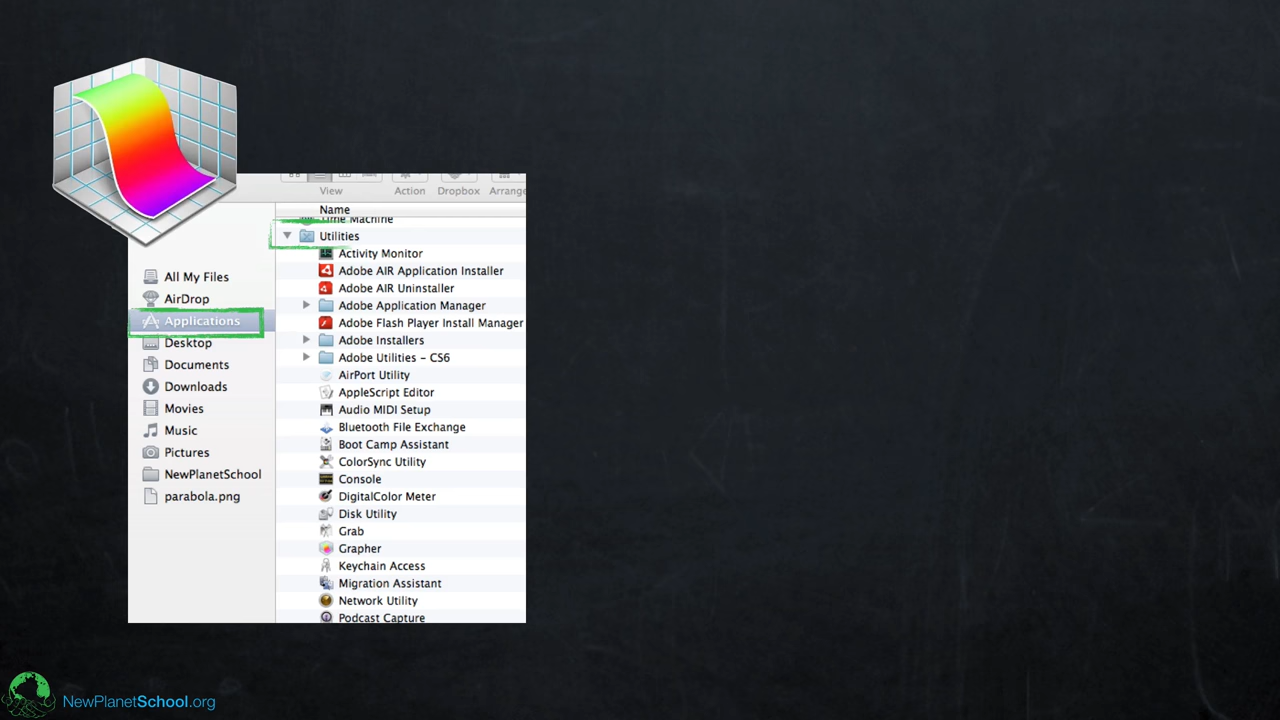 View Action Dropbox Arrange
Name
Time Machine
Utilities
Activity Monitor
Adobe AIR Application Installer
Adobe AIR Uninstaller
Adobe Application Manager
Adobe Flash Player Install Manager
Adobe Installers
Adobe Utilities – CS6
AirPort Utility
AppleScript Editor
Audio MIDI Setup
Bluetooth File Exchange
Boot Camp Assistant
ColorSync Utility
Console
DigitalColor Meter
Disk Utility
Grab
Grapher
Keychain Access
Migration Assistant
Network Utility
Podcast Capture
All My Files
AirDrop
Applications
Desktop
Documents
Downloads
Movies
Music
Pictures
NewPlanetSchool
parabola.png
NewPlanetSchool.org